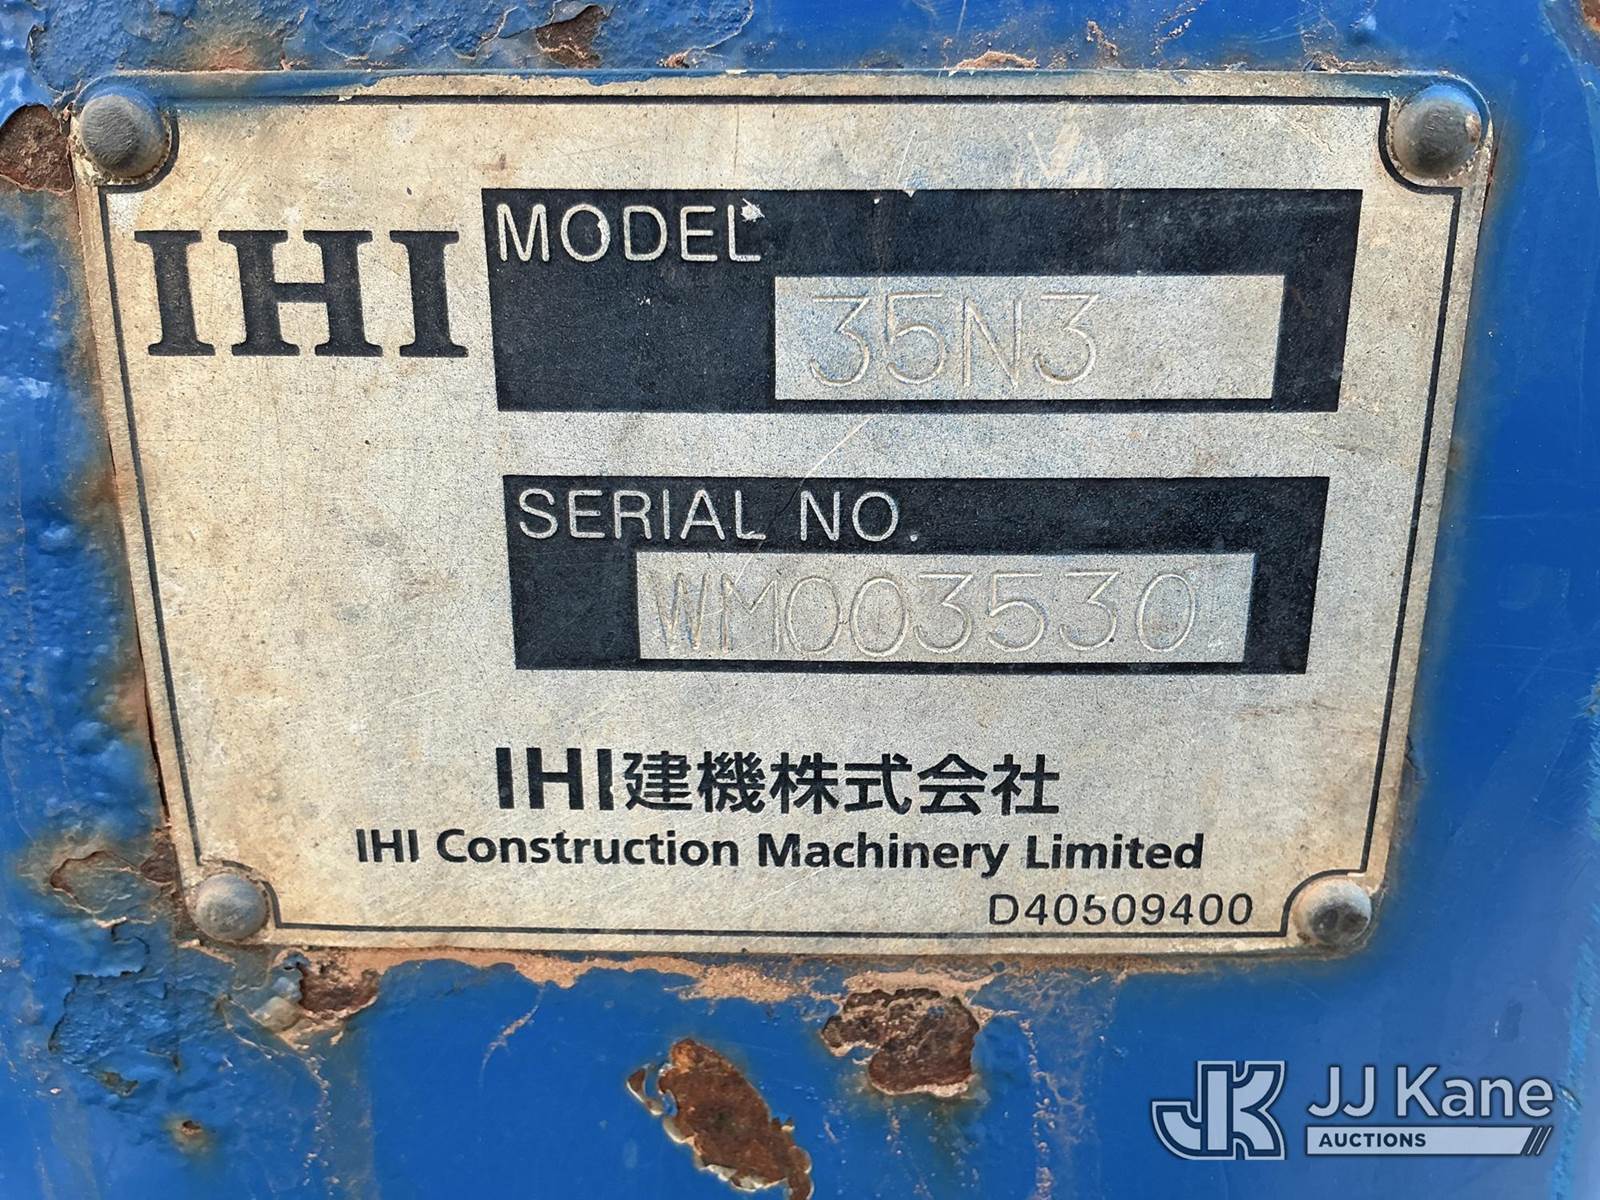 IHI
MODEL
35N3
SERIAL NO.
WM003530
IHI建機株式会社
IHI Construction Machinery Limited
D40509400
JK JJ Kane
AUCTIONS